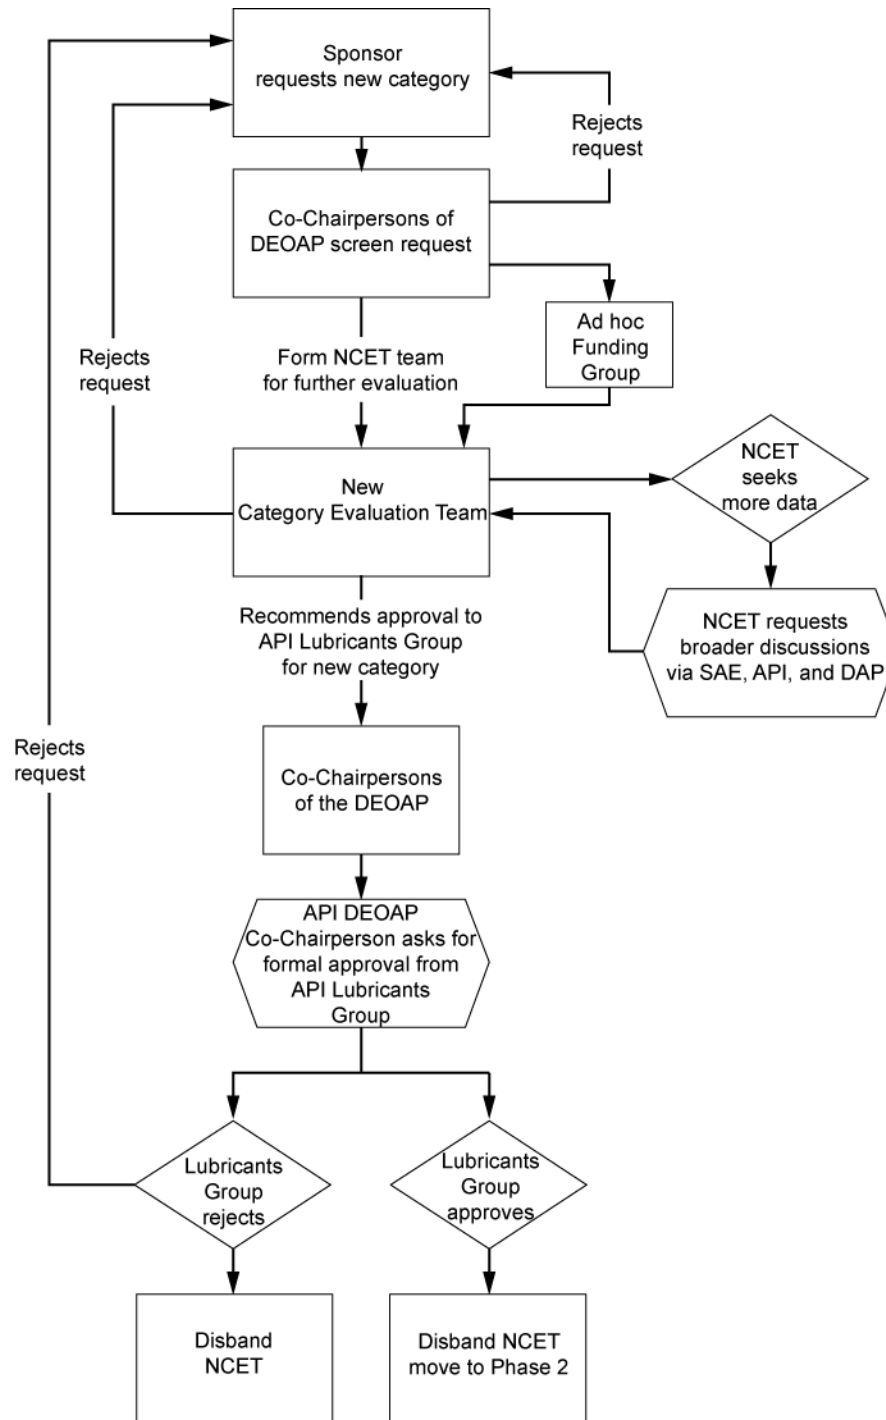 Sponsor
requests new category
Rejects
request
Co-Chairpersons of
DEOAP screen request
Ad hoc
Funding
Group
Rejects
request
Form NCET team
for further evaluation
NCET
seeks
more data
New
Category Evaluation Team
NCET requests
broader discussions
via SAE, API, and DAP
Recommends approval to
API Lubricants Group
for new category
Rejects
request
Co-Chairpersons
of the DEOAP
API DEOAP
Co-Chairperson asks for
formal approval from
API Lubricants
Group
Lubricants
Group
rejects
Lubricants
Group
approves
Disband
NCET
Disband NCET
move to Phase 2